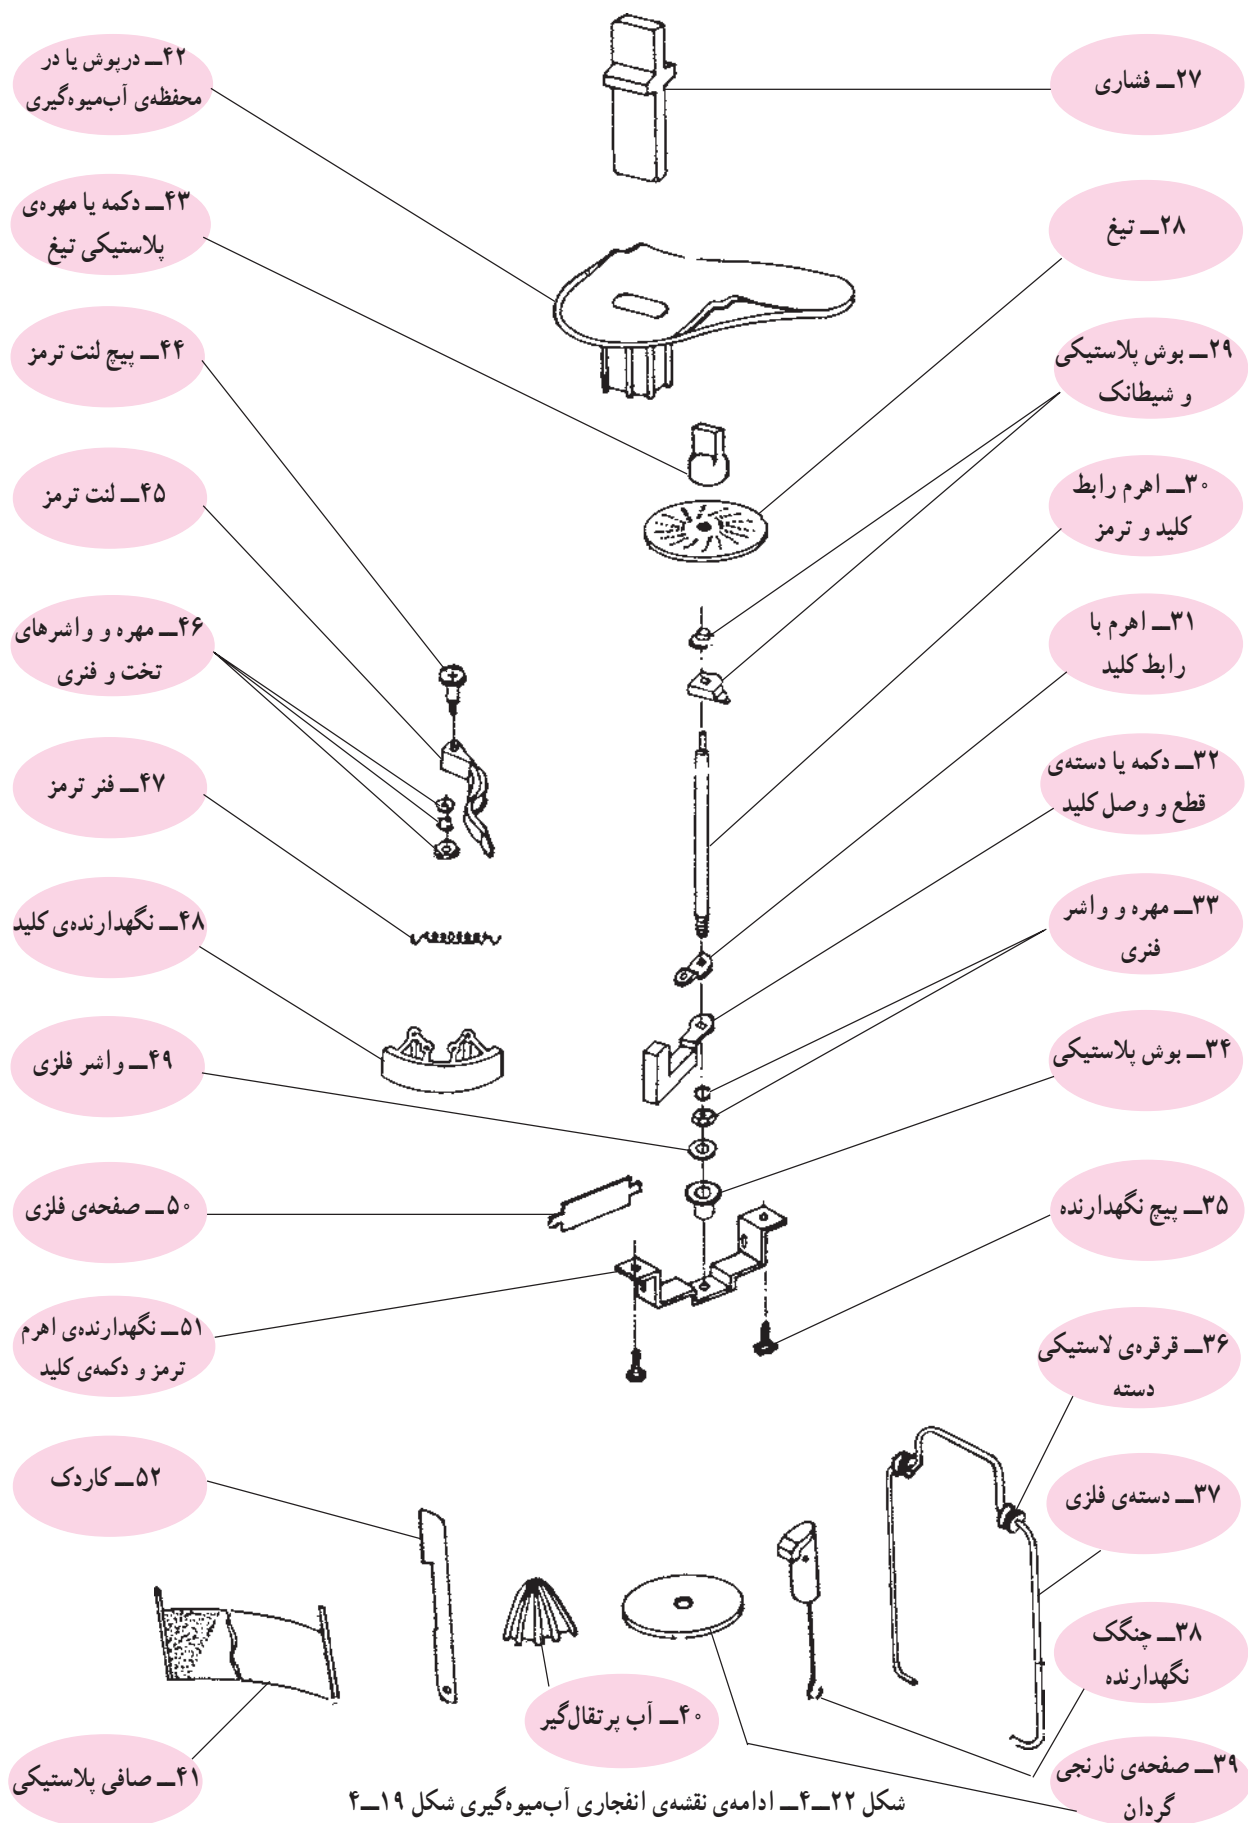 ۲۷ــ فشاری
۲۸ــ تیغ
۲۹ــ بوش پلاستیکی
و شیطانک
۳۰ــ اهرم رابط
کلید و ترمز
۳۱ــ اهرم با
رابط کلید
۳۲ــ دکمه یا دسته‌ی
قطع و وصل کلید
۳۳ــ مهره و واشر
فنری
۳۴ــ بوش پلاستیکی
۳۵ــ پیچ نگهدارنده
۳۶ــ قرقره‌ی لاستیکی
دسته
۳۷ــ دسته‌ی فلزی
۳۸ــ چنگک
نگهدارنده
۳۹ــ صفحه‌ی نارنجی
گردان
۴۰ــ آب پرتقال‌گیر
۴۱ــ صافی پلاستیکی
۴۲ــ درپوش یا در
محفظه‌ی آب‌میوه‌گیری
۴۳ــ دکمه یا مهره‌ی
پلاستیکی تیغ
۴۴ــ پیچ لنت ترمز
۴۵ــ لنت ترمز
۴۶ــ مهره و واشرهای
تخت و فنری
۴۷ــ فنر ترمز
۴۸ــ نگهدارنده‌ی کلید
۴۹ــ واشر فلزی
۵۰ــ صفحه‌ی فلزی
۵۱ــ نگهدارنده‌ی اهرم
ترمز و دکمه‌ی کلید
۵۲ــ کاردک
شکل ۲۲ــ۴ــ ادامه‌ی نقشه‌ی انفجاری آب‌میوه‌گیری شکل ۱۹ــ۴